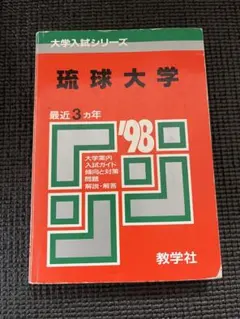 大学入試シリーズ
琉球大学
最近3ヵ年
'98
大学案内
入試ガイド
傾向と対策
問題
解説・解答
教学社